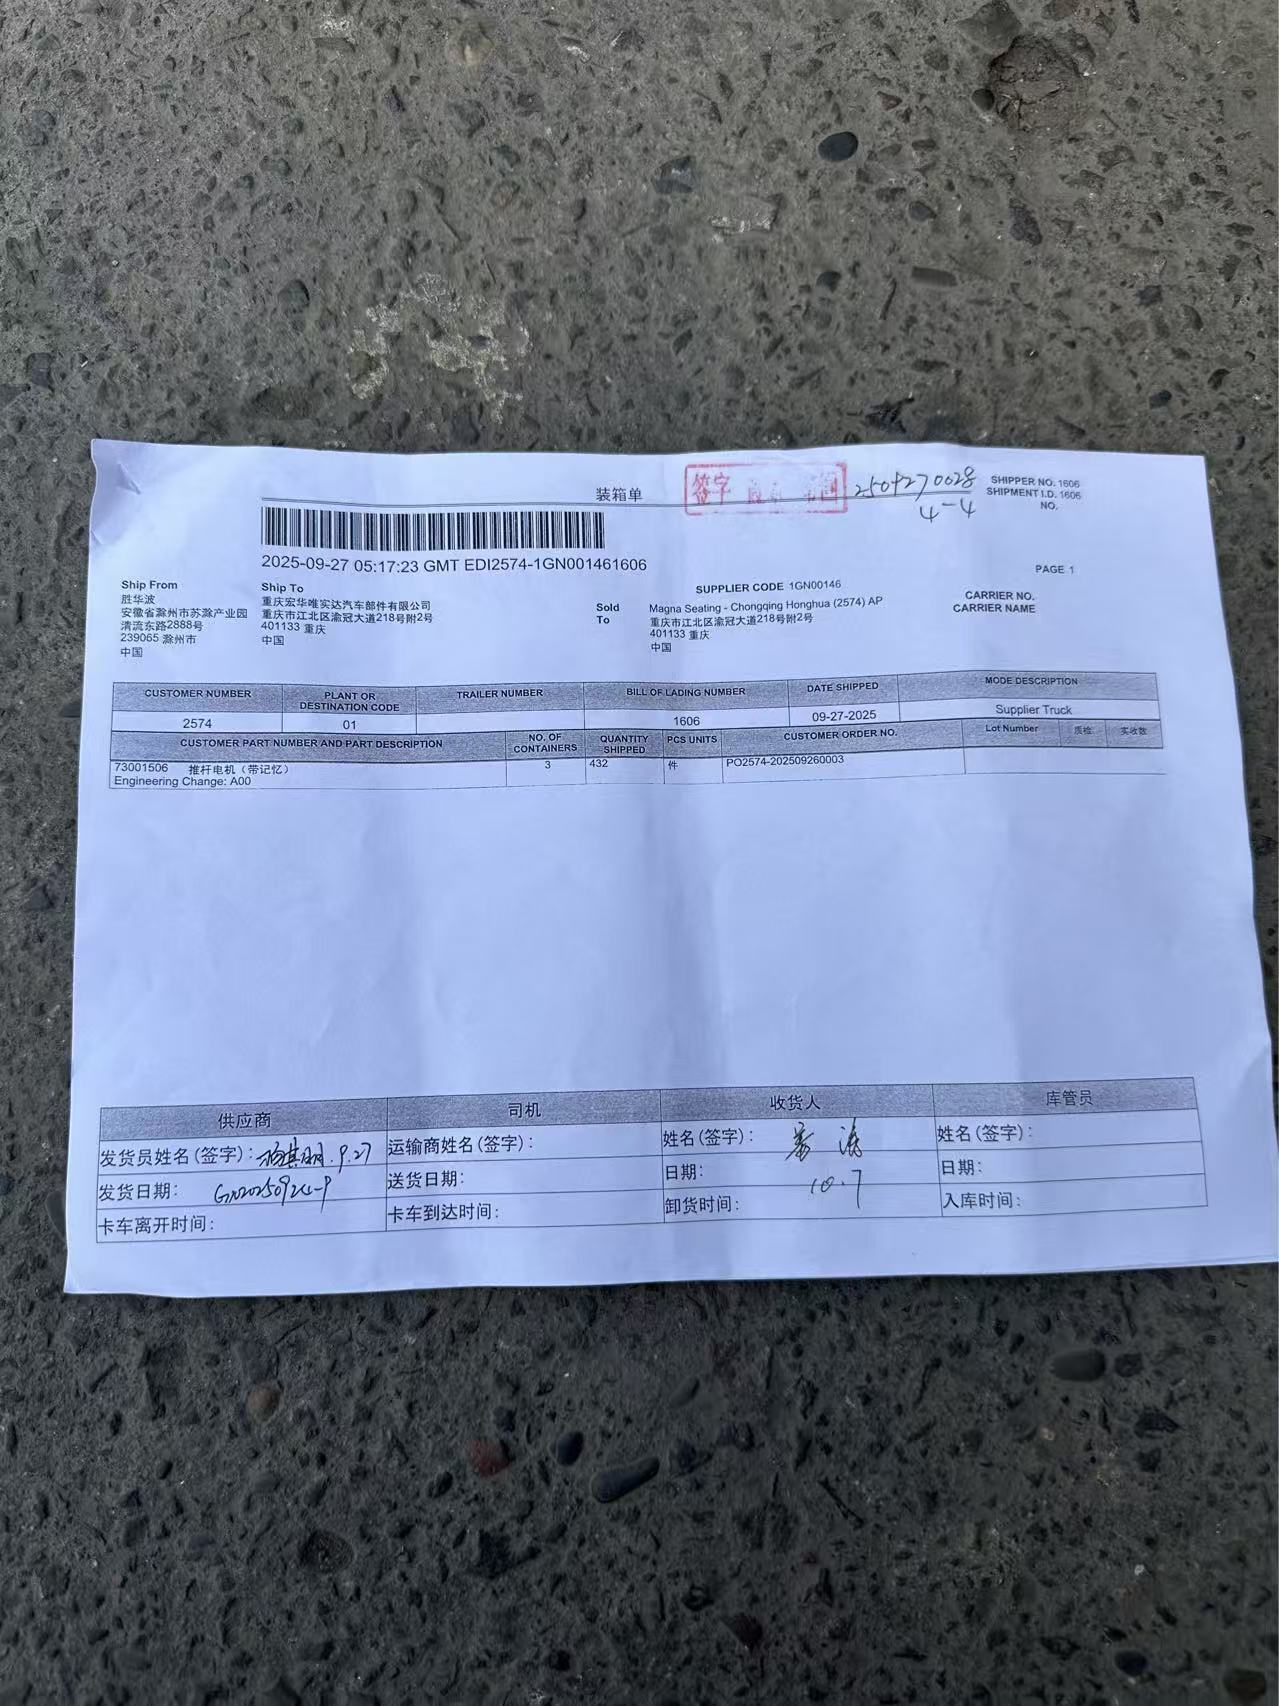 装箱单
签字
2509270028
4-4
SHIPPER NO. 1606
SHIPMENT I.D. 1606
NO.
2025-09-27 05:17:23 GMT EDI2574-1GN001461606
PAGE 1
Ship From
胜华波
安徽省滁州市苏滁产业园
清流东路2888号
239065 滁州市
中国
Ship To
重庆宏华唯实达汽车部件有限公司
重庆市江北区渝冠大道218号附2号
401133 重庆
中国
SUPPLIER CODE 1GN00146
Sold To
Magna Seating - Chongqing Honghua (2574) AP
重庆市江北区渝冠大道218号附2号
401133 重庆
中国
CARRIER NO.
CARRIER NAME
CUSTOMER NUMBER PLANT OR DESTINATION CODE TRAILER NUMBER BILL OF LADING NUMBER DATE SHIPPED MODE DESCRIPTION
2574 01 1606 09-27-2025 Supplier Truck
CUSTOMER PART NUMBER AND PART DESCRIPTION NO. OF CONTAINERS QUANTITY SHIPPED PCS UNITS CUSTOMER ORDER NO. Lot Number 质检 实收数
73001506 推杆电机（带记忆） 3 432 件 PO2574-202509260003
Engineering Change: A00
供应商 司机 收货人 库管员
发货员姓名(签字): 9.27 运输商姓名(签字): 姓名(签字): 姓名(签字):
发货日期: 送货日期: 日期: 10.7 日期:
卡车离开时间: 卡车到达时间: 卸货时间: 入库时间: